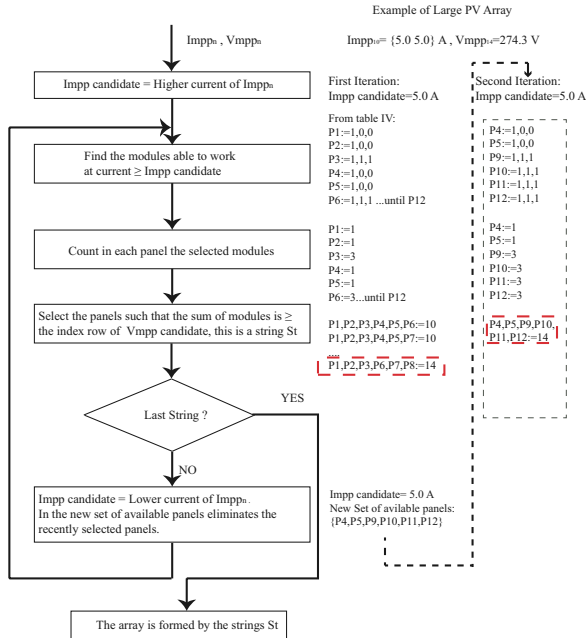 Example of Large PV Array
Imppₙ , Vmppₙ
Impp₁₀= {5.0 5.0} A , Vmpp₁₄=274.3 V
Impp candidate = Higher current of Imppₙ
Find the modules able to work
at current ≥ Impp candidate
Count in each panel the selected modules
Select the panels such that the sum of modules is ≥
the index row of Vmpp candidate, this is a string St
Last String ?
YES
NO
Impp candidate = Lower current of Imppₙ.
In the new set of available panels eliminates the
recently selected panels.
The array is formed by the strings St
First Iteration:
Impp candidate=5.0 A
From table IV:
P1:=1,0,0
P2:=1,0,0
P3:=1,1,1
P4:=1,0,0
P5:=1,0,0
P6:=1,1,1 ...until P12
P1:=1
P2:=1
P3:=3
P4:=1
P5:=1
P6:=3...until P12
P1,P2,P3,P4,P5,P6:=10
P1,P2,P3,P4,P5,P7:=10
....
P1,P2,P3,P6,P7,P8:=14
Impp candidate= 5.0 A
New Set of avilable panels:
{P4,P5,P9,P10,P11,P12}
Second Iteration:
Impp candidate=5.0 A
P4:=1,0,0
P5:=1,0,0
P9:=1,1,1
P10:=1,1,1
P11:=1,1,1
P12:=1,1,1
P4:=1
P5:=1
P9:=3
P10:=3
P11:=3
P12:=3
P4,P5,P9,P10,
P11,P12:=14